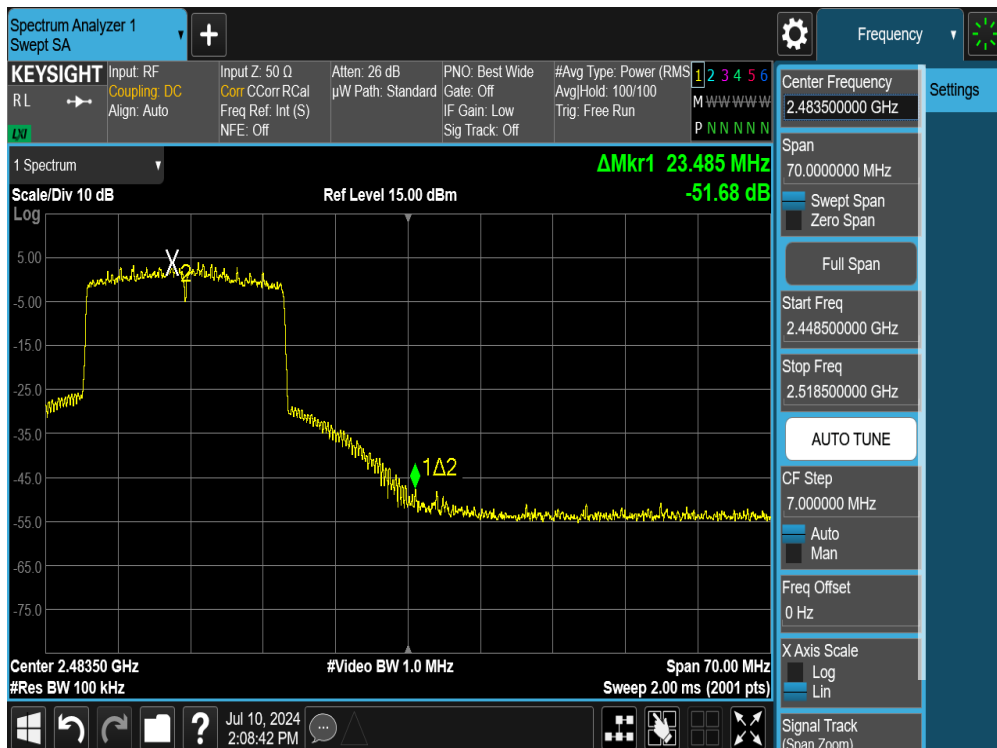 Spectrum Analyzer 1
Swept SA
+
Frequency
KEYSIGHT
R L
LXI
Input: RF
Coupling: DC
Align: Auto
Input Z: 50 Ω
Corr CCorr RCal
Freq Ref: Int (S)
NFE: Off
Atten: 26 dB
µW Path: Standard
PNO: Best Wide
Gate: Off
IF Gain: Low
Sig Track: Off
#Avg Type: Power (RMS
Avg|Hold: 100/100
Trig: Free Run
1 2 3 4 5 6
M W W W W W
P N N N N N
1 Spectrum
ΔMkr1 23.485 MHz
-51.68 dB
Scale/Div 10 dB
Ref Level 15.00 dBm
Log
5.00
-5.00
-15.0
-25.0
-35.0
-45.0
-55.0
-65.0
-75.0
X2
1Δ2
Center 2.48350 GHz
#Video BW 1.0 MHz
Span 70.00 MHz
#Res BW 100 kHz
Sweep 2.00 ms (2001 pts)
?
Jul 10, 2024
2:08:42 PM
Center Frequency
2.483500000 GHz
Settings
Span
70.0000000 MHz
Swept Span
Zero Span
Full Span
Start Freq
2.448500000 GHz
Stop Freq
2.518500000 GHz
AUTO TUNE
CF Step
7.000000 MHz
Auto
Man
Freq Offset
0 Hz
X Axis Scale
Log
Lin
Signal Track
(Span Zoom)